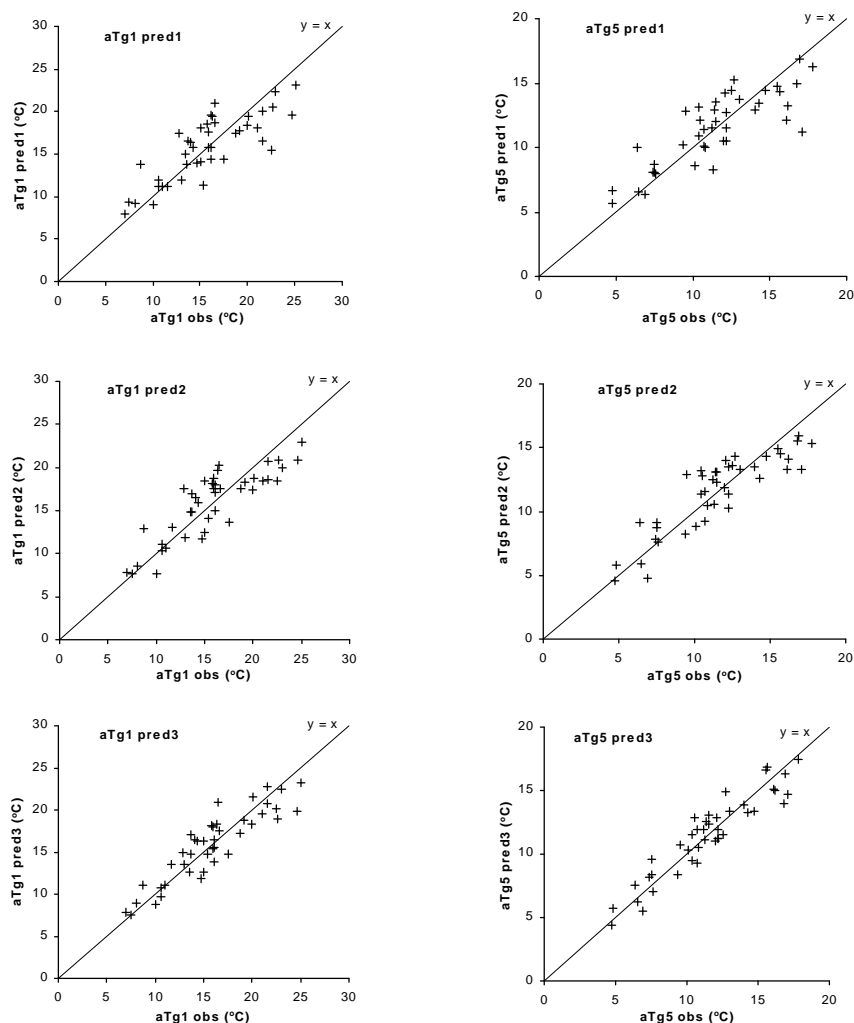 aTg1 pred1
y = x
30
25
20
15
10
5
0
aTg1 pred1 (ºC)
0 5 10 15 20 25 30
aTg1 obs (ºC)
aTg5 pred1
y = x
20
15
10
5
0
aTg5 pred1 (ºC)
0 5 10 15 20
aTg5 obs (ºC)
aTg1 pred2
y = x
30
25
20
15
10
5
0
aTg1 pred2 (ºC)
0 5 10 15 20 25 30
aTg1 obs (ºC)
aTg5 pred2
y = x
20
15
10
5
0
aTg5 pred2 (ºC)
0 5 10 15 20
aTg5 obs (ºC)
aTg1 pred3
y = x
30
25
20
15
10
5
0
aTg1 pred3 (ºC)
0 5 10 15 20 25 30
aTg1 obs (ºC)
aTg5 pred3
y = x
20
15
10
5
0
aTg5 pred3 (ºC)
0 5 10 15 20
aTg5 obs (ºC)